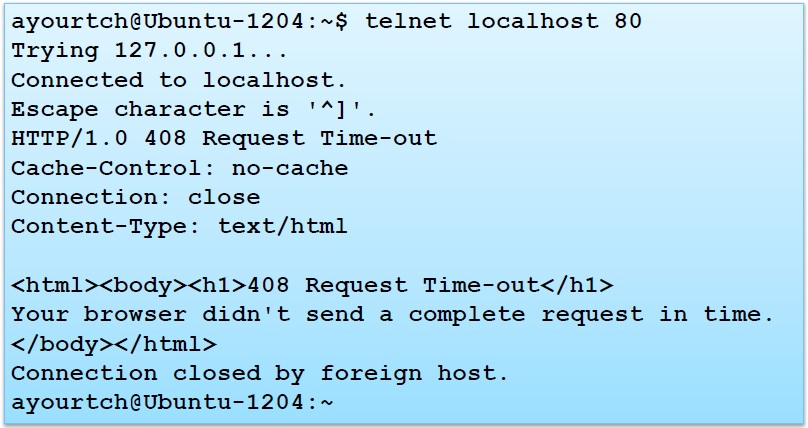 ayourtch@Ubuntu-1204:~$ telnet localhost 80
Trying 127.0.0.1...
Connected to localhost.
Escape character is '^]'.
HTTP/1.0 408 Request Time-out
Cache-Control: no-cache
Connection: close
Content-Type: text/html

<html><body><h1>408 Request Time-out</h1>
Your browser didn't send a complete request in time.
</body></html>
Connection closed by foreign host.
ayourtch@Ubuntu-1204:~